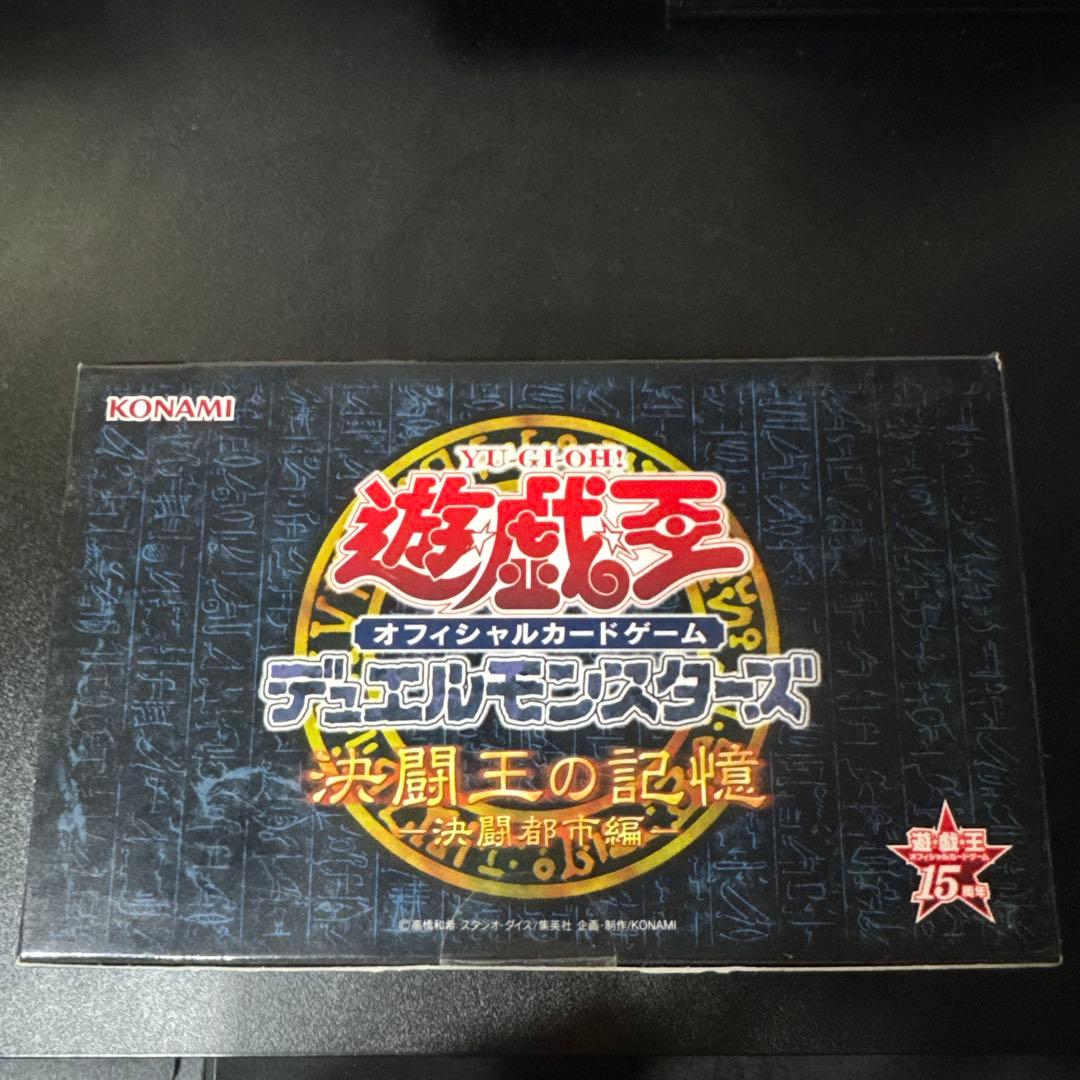 KONAMI
YU-GI-OH!
遊☆戯☆王
オフィシャルカードゲーム
デュエルモンスターズ
決闘王の記憶
-決闘都市編-
遊☆戯☆王
オフィシャルカードゲーム
15周年
©高橋和希 スタジオ・ダイス/集英社 企画・制作/KONAMI